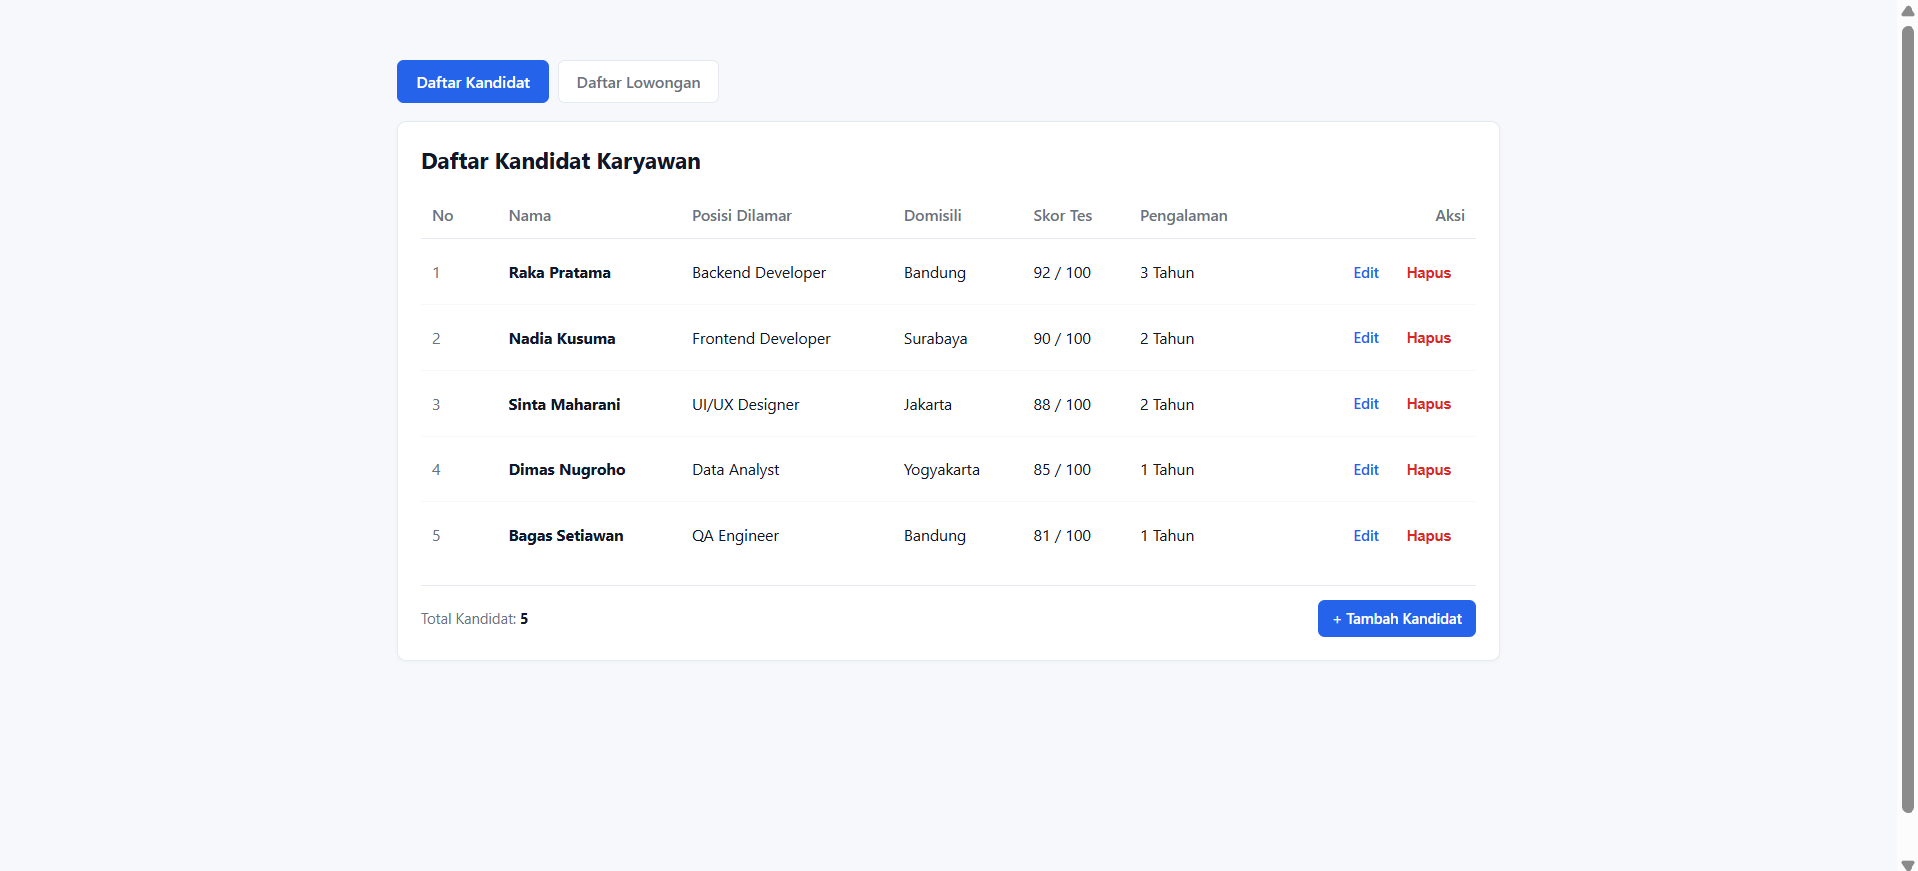 Daftar Kandidat Daftar Lowongan
Daftar Kandidat Karyawan
No Nama Posisi Dilamar Domisili Skor Tes Pengalaman Aksi
1 Raka Pratama Backend Developer Bandung 92 / 100 3 Tahun Edit Hapus
2 Nadia Kusuma Frontend Developer Surabaya 90 / 100 2 Tahun Edit Hapus
3 Sinta Maharani UI/UX Designer Jakarta 88 / 100 2 Tahun Edit Hapus
4 Dimas Nugroho Data Analyst Yogyakarta 85 / 100 1 Tahun Edit Hapus
5 Bagas Setiawan QA Engineer Bandung 81 / 100 1 Tahun Edit Hapus
Total Kandidat: 5 + Tambah Kandidat